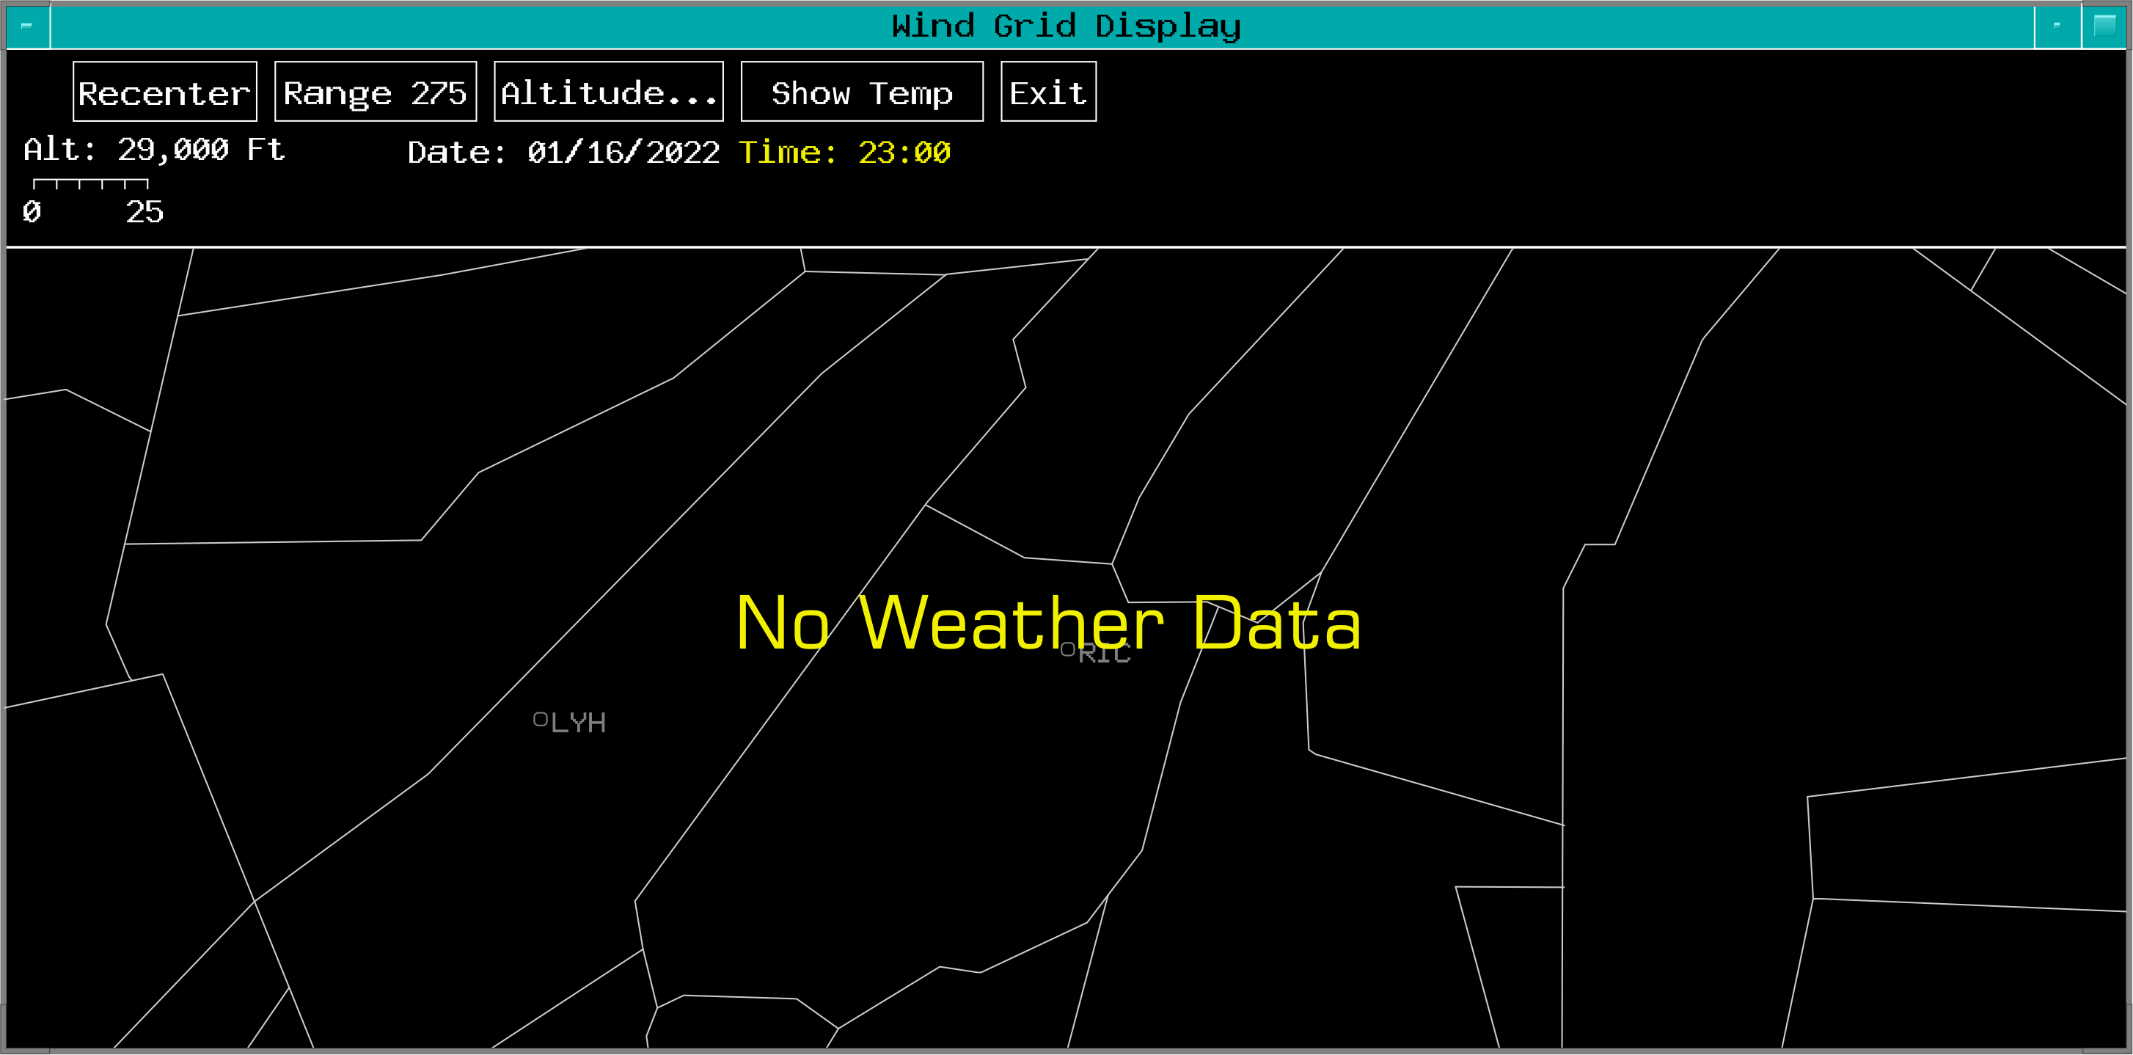 Wind Grid Display
Recenter Range 275 Altitude... Show Temp Exit
Alt: 29,000 Ft Date: 01/16/2022 Time: 23:00
0 25
No Weather Data
RIC
LYH